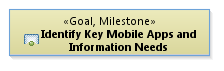 «Goal, Milestone»
Identify Key Mobile Apps and
Information Needs